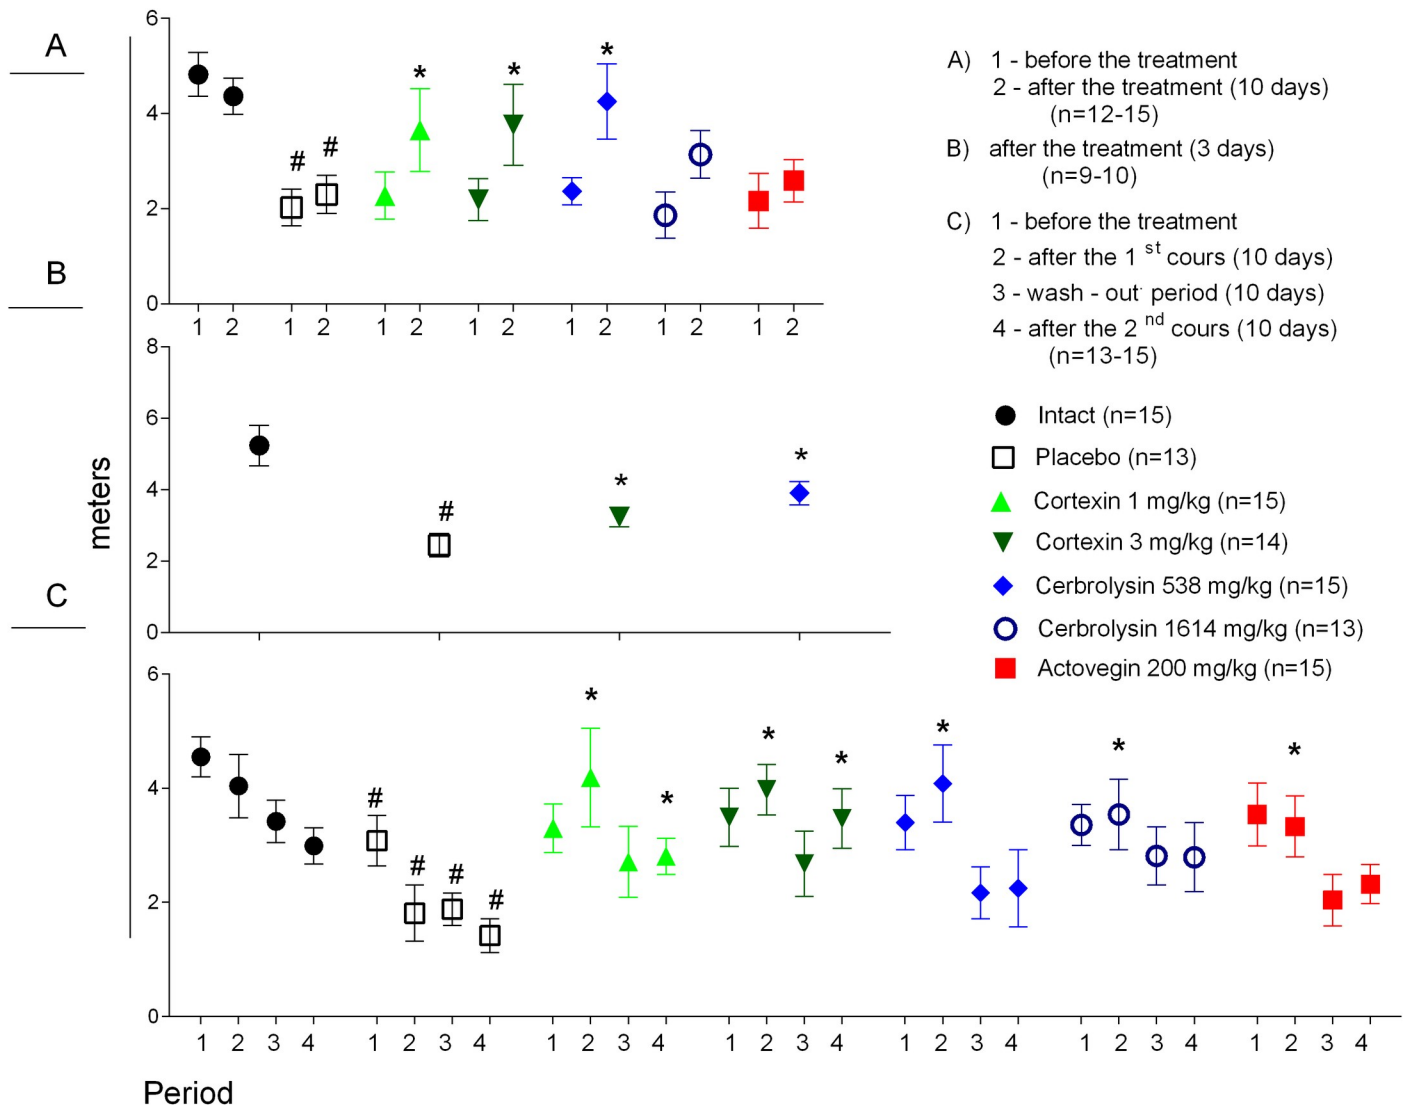 A
6
4
2
0
# # * * *
1 2 1 2 1 2 1 2 1 2 1 2 1 2
B
8
6
4
2
0
# * *
meters
C
6
4
2
0
# # # # * * * * * * *
1 2 3 4 1 2 3 4 1 2 3 4 1 2 3 4 1 2 3 4 1 2 3 4 1 2 3 4
Period
A) 1 - before the treatment
2 - after the treatment (10 days)
(n=12-15)
B) after the treatment (3 days)
(n=9-10)
C) 1 - before the treatment
2 - after the 1 st cours (10 days)
3 - wash - out period (10 days)
4 - after the 2 nd cours (10 days)
(n=13-15)
Intact (n=15)
Placebo (n=13)
Cortexin 1 mg/kg (n=15)
Cortexin 3 mg/kg (n=14)
Cerbrolysin 538 mg/kg (n=15)
Cerbrolysin 1614 mg/kg (n=13)
Actovegin 200 mg/kg (n=15)